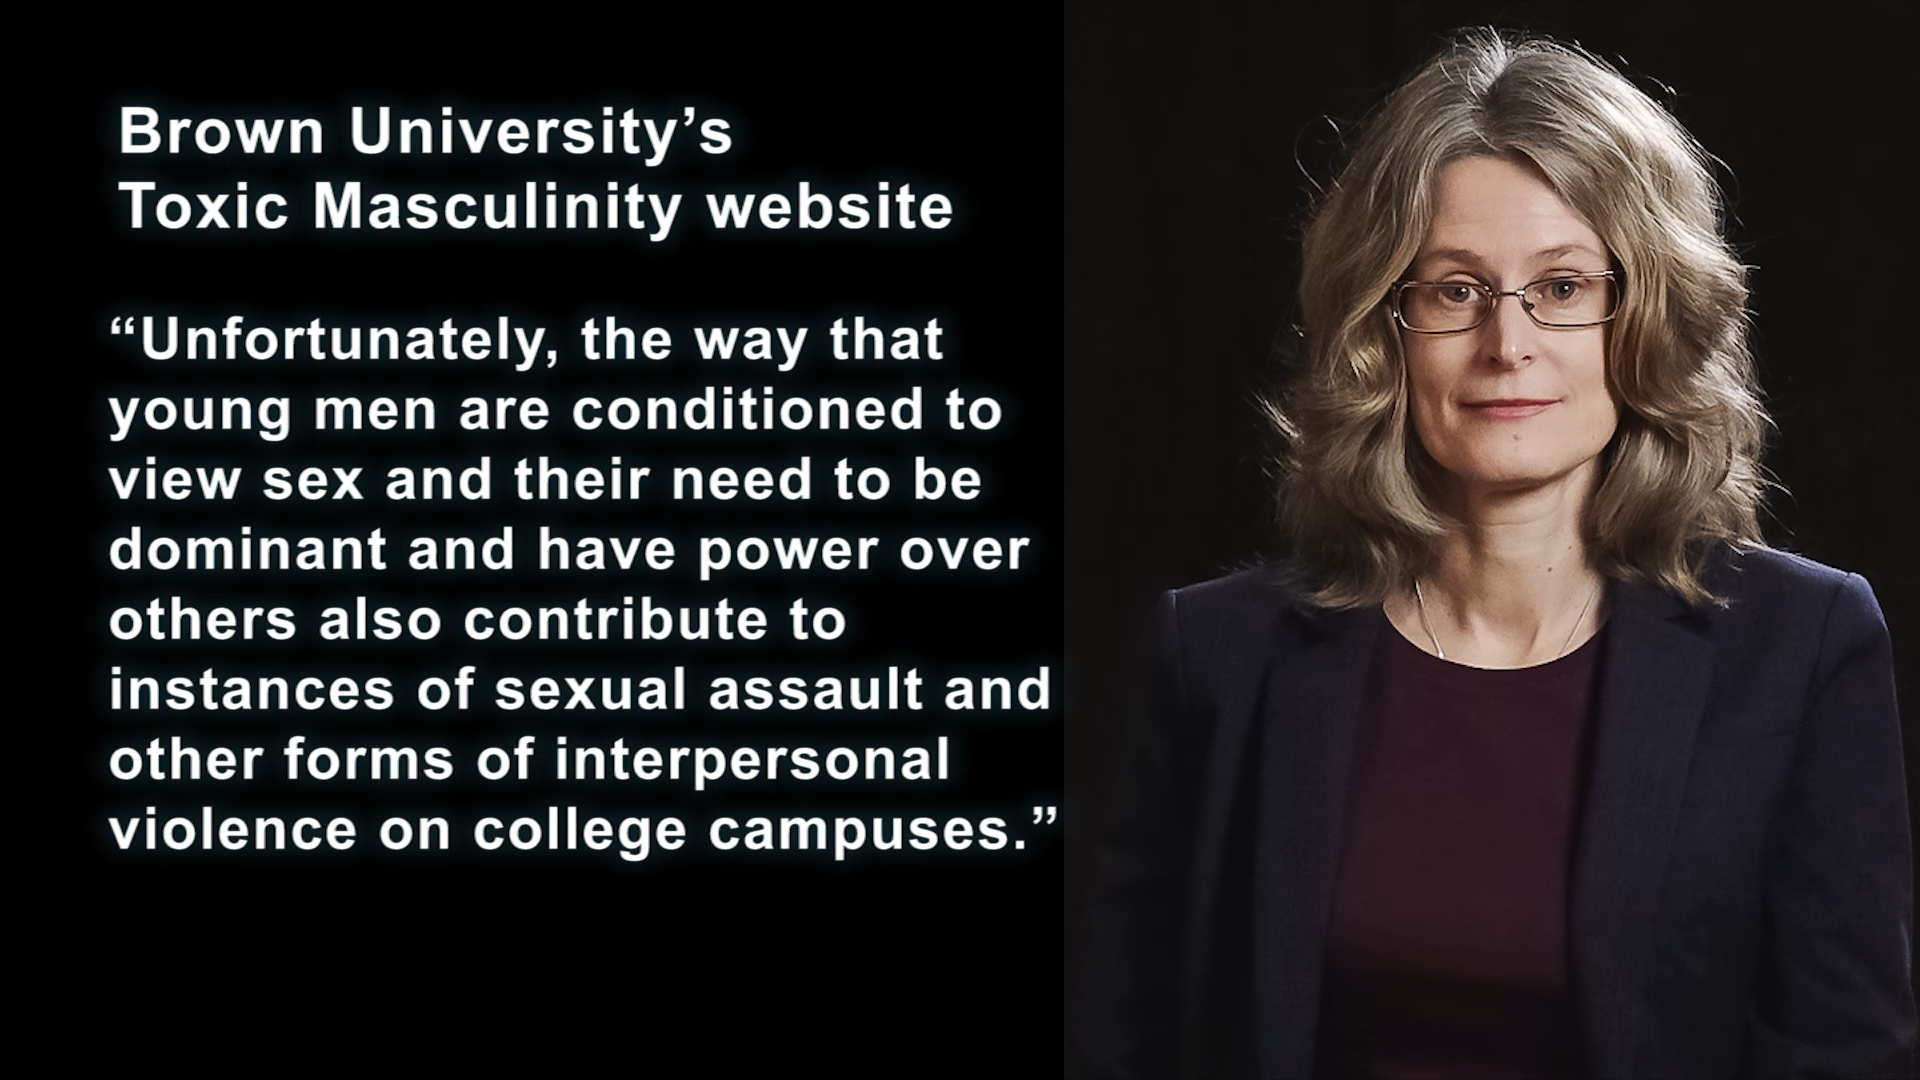 Brown University’s
Toxic Masculinity website
“Unfortunately, the way that
young men are conditioned to
view sex and their need to be
dominant and have power over
others also contribute to
instances of sexual assault and
other forms of interpersonal
violence on college campuses.”